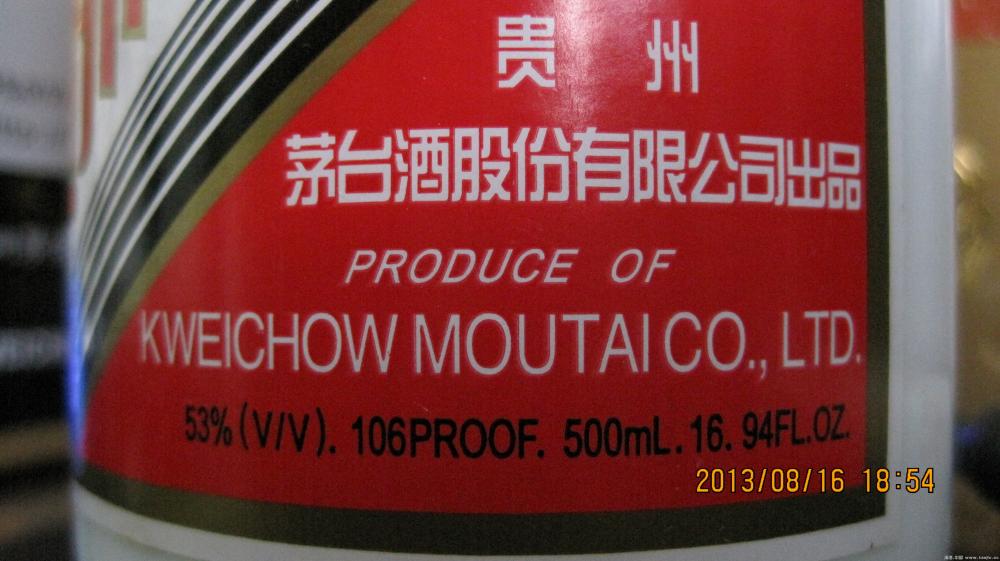 贵州
茅台酒股份有限公司出品
PRODUCE OF
KWEICHOW MOUTAI CO., LTD.
53% (V/V). 106PROOF. 500mL. 16. 94FL.OZ.
2013/08/16 18:54